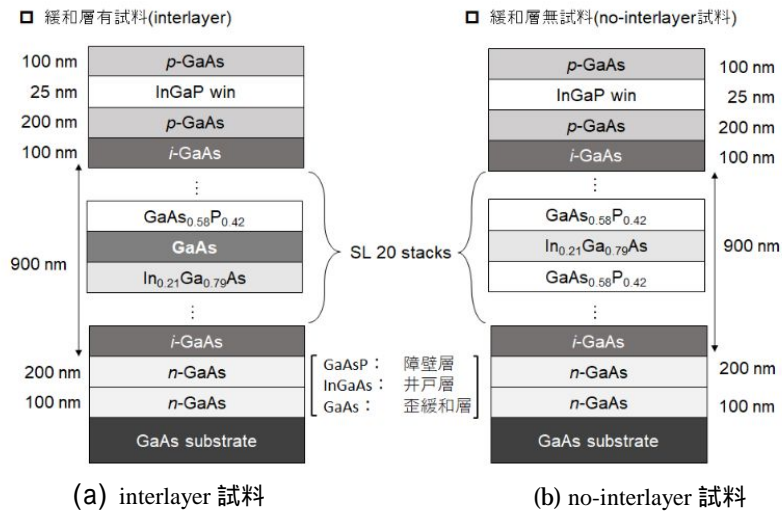 緩和層有試料(interlayer)
100 nm
p-GaAs
25 nm
InGaP win
200 nm
p-GaAs
100 nm
i-GaAs
⋮
GaAs0.58P0.42
GaAs
In0.21Ga0.79As
900 nm
⋮
i-GaAs
200 nm
n-GaAs
100 nm
n-GaAs
GaAs substrate
(a) interlayer 試料
SL 20 stacks
GaAsP： 障壁層
InGaAs： 井戸層
GaAs： 歪緩和層
緩和層無試料(no-interlayer試料)
p-GaAs
100 nm
InGaP win
25 nm
p-GaAs
200 nm
i-GaAs
100 nm
⋮
GaAs0.58P0.42
In0.21Ga0.79As
GaAs0.58P0.42
900 nm
⋮
i-GaAs
n-GaAs
200 nm
n-GaAs
100 nm
GaAs substrate
(b) no-interlayer 試料